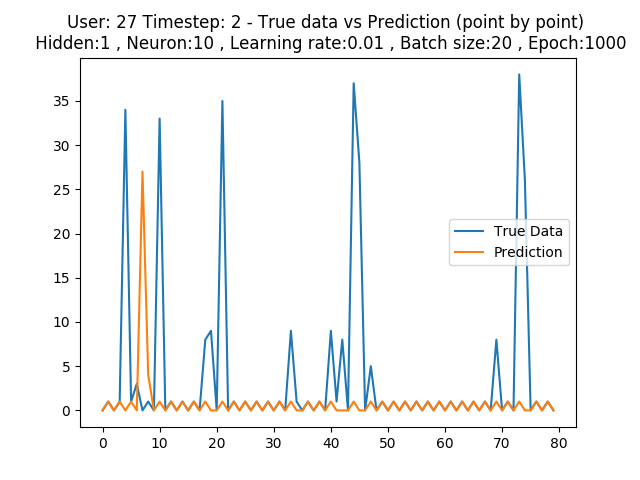 User: 27 Timestep: 2 - True data vs Prediction (point by point)
Hidden:1 , Neuron:10 , Learning rate:0.01 , Batch size:20 , Epoch:1000
35
30
25
20
15
10
5
0
True Data
Prediction
0 10 20 30 40 50 60 70 80